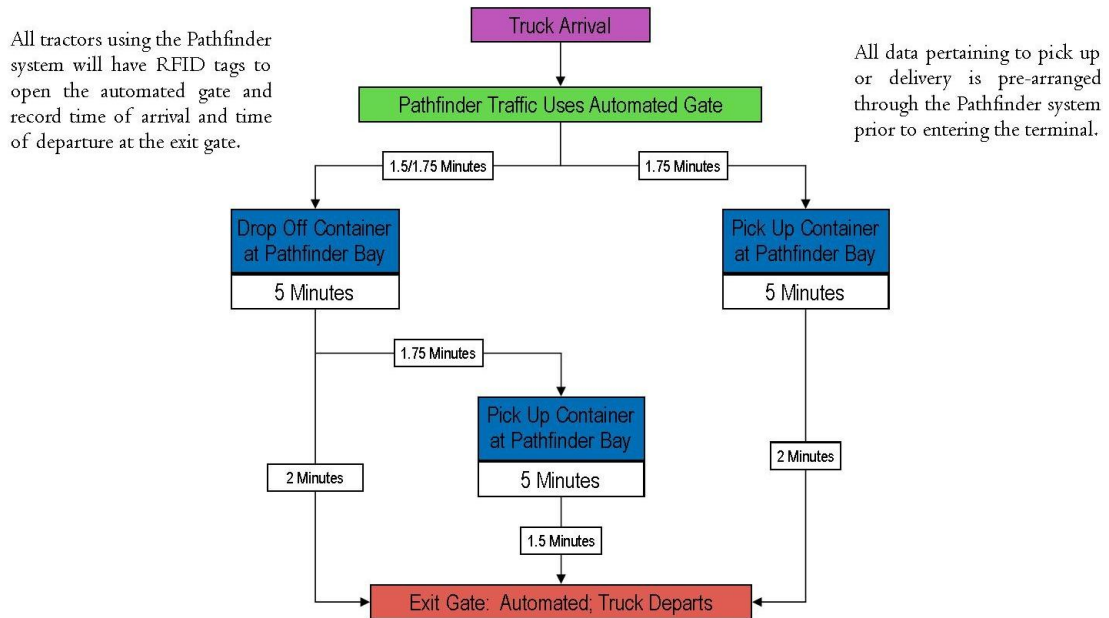 Truck Arrival
All tractors using the Pathfinder
system will have RFID tags to
open the automated gate and
record time of arrival and time
of departure at the exit gate.
All data pertaining to pick up
or delivery is pre-arranged
through the Pathfinder system
prior to entering the terminal.
Pathfinder Traffic Uses Automated Gate
1.5/1.75 Minutes
1.75 Minutes
Drop Off Container
at Pathfinder Bay
5 Minutes
Pick Up Container
at Pathfinder Bay
5 Minutes
1.75 Minutes
Pick Up Container
at Pathfinder Bay
5 Minutes
2 Minutes
2 Minutes
1.5 Minutes
Exit Gate: Automated; Truck Departs